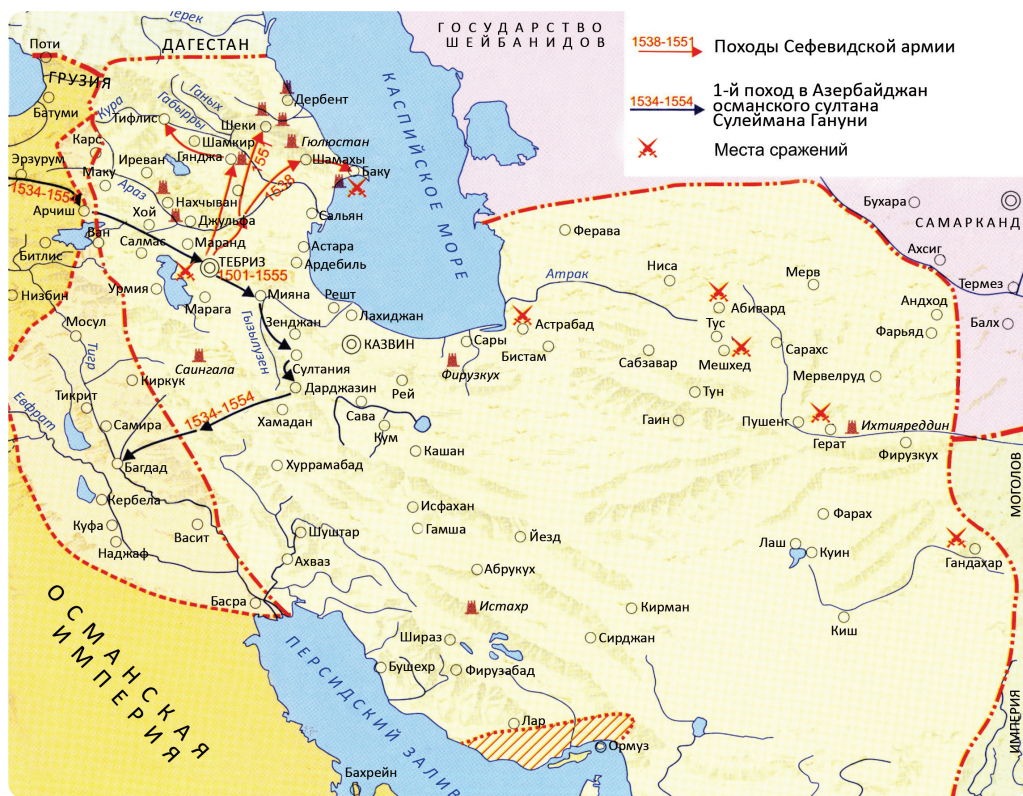 ГОСУДАРСТВО
ШЕЙБАНИДОВ
1538-1551
Походы Сефевидской армии
1534-1554
1-й поход в Азербайджан
османского султана
Сулеймана Гануни
Места сражений
Терек
ДАГЕСТАН
Поти
ГРУЗИЯ
Батуми
Кура
Ганых
Габырры
Дербент
Тифлис
Шеки
Гюлюстан
Карс
Шамкир
Гянджа
Шамахы
Баку
Эрзурум
Иреван
Маку
1551
1538
Араз
Нахчыван
1534-155
Арчиш
Хой
Джульфа
Сальян
Ван
Битлис
Салмас
Маранд
Астара
ТЕБРИЗ
1501-1555
Ардебиль
КАСПИЙСКОЕ МОРЕ
Низбин
Урмия
Марага
Мияна
Решт
Лахиджан
Гызылузен
Зенджан
КАЗВИН
Мосул
Тигр
Саингала
Султания
Киркук
Дарджазин
Рей
Тикрит
Евфрат
1534-1554
Хамадан
Сава
Кум
Самира
Багдад
Хуррамабад
Кашан
Кербела
Исфахан
Куфа
Васит
Гамша
Наджаф
Шуштар
Йезд
Ахваз
Абрукух
Басра
Истахр
Кирман
Шираз
Сирджан
Бушехр
Фирузабад
Лар
Ормуз
Бахрейн
ОСМАНСКАЯ
ИМПЕРИЯ
ПЕРСИДСКИЙ ЗАЛИВ
Ферава
Атрак
Ниса
Мерв
Абивард
Астрабад
Сары
Бистам
Тус
Мешхед
Сарахс
Сабзавар
Фирузкух
Мервелруд
Тун
Гаин
Пушенг
Герат
Ихтияреддин
Фирузкух
Бухара
САМАРКАНД
Ахсиг
Термез
Андход
Фарьяд
Балх
Фарах
Лаш
Куин
Гандахар
Киш
МОГОЛОВ
ИМПЕРИЯ